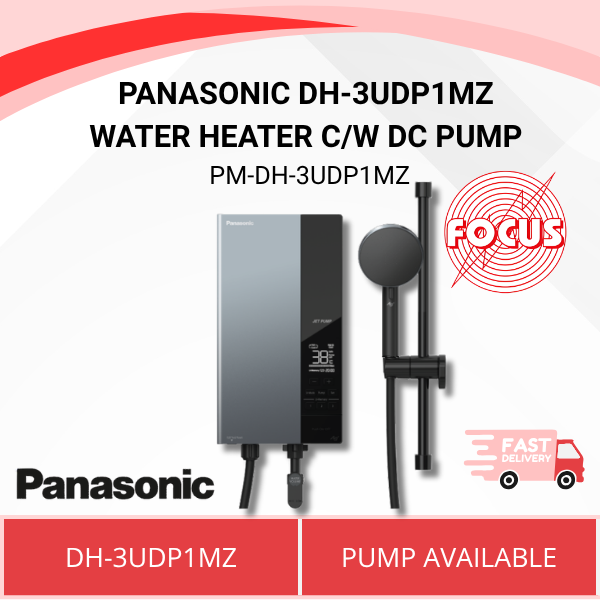 PANASONIC DH-3UDP1MZ
WATER HEATER C/W DC PUMP
PM-DH-3UDP1MZ
FOCUS
Panasonic
JET PUMP
38
FAST
DELIVERY
Panasonic
DH-3UDP1MZ
PUMP AVAILABLE